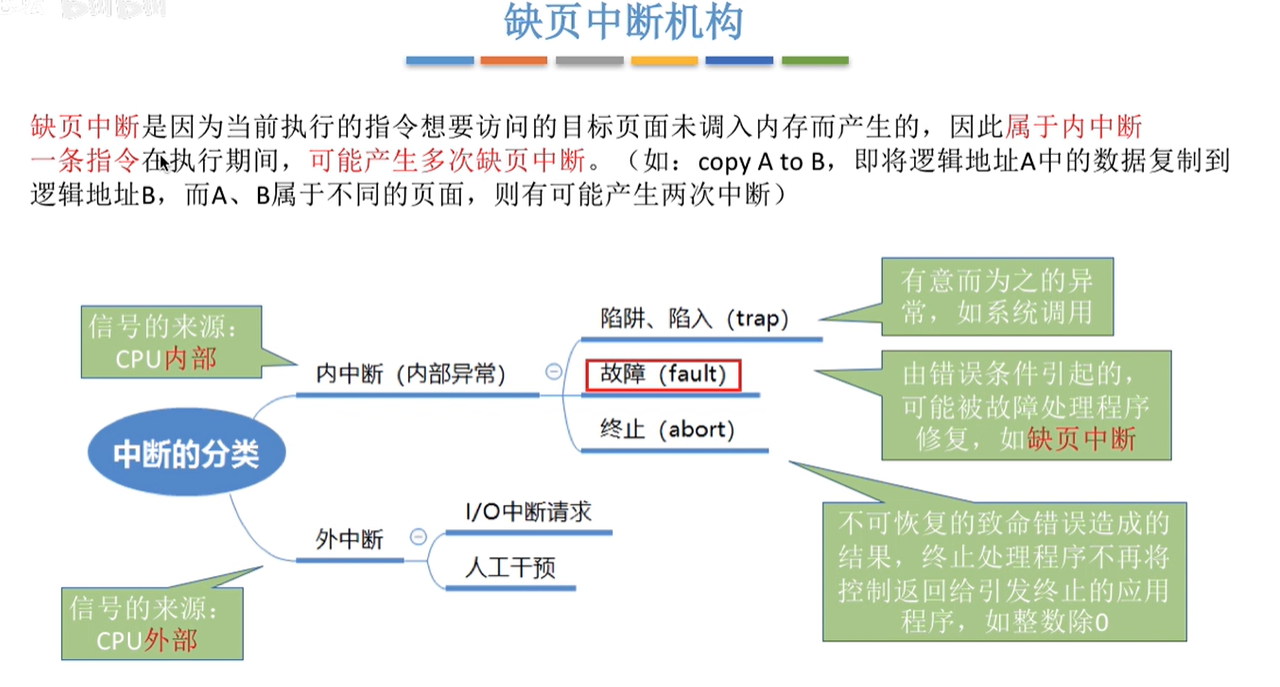 缺页中断机构
缺页中断是因为当前执行的指令想要访问的目标页面未调入内存而产生的，因此属于内中断
一条指令在执行期间，可能产生多次缺页中断。（如：copy A to B，即将逻辑地址A中的数据复制到
逻辑地址B，而A、B属于不同的页面，则有可能产生两次中断）
有意而为之的异
常，如系统调用
陷阱、陷入（trap）
信号的来源：
CPU内部
内中断（内部异常）
故障（fault）
由错误条件引起的，
可能被故障处理程序
修复，如缺页中断
终止（abort）
中断的分类
I/O中断请求
外中断
人工干预
不可恢复的致命错误造成的
结果，终止处理程序不再将
控制返回给引发终止的应用
程序，如整数除0
信号的来源：
CPU外部